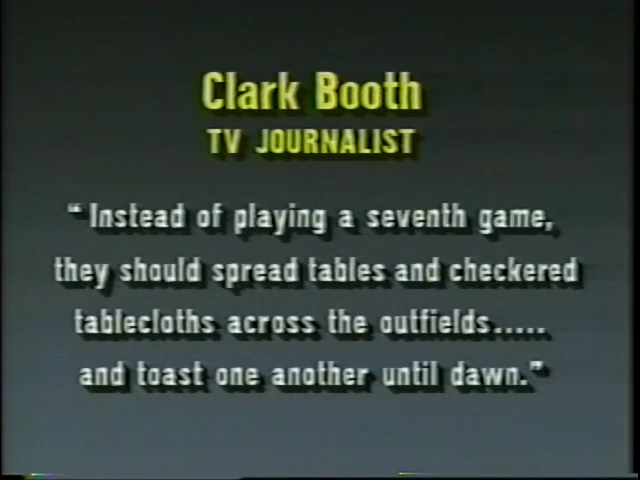 Clark Booth
TV JOURNALIST
“Instead of playing a seventh game,
they should spread tables and checkered
tablecloths across the outfields.....
and toast one another until dawn.”